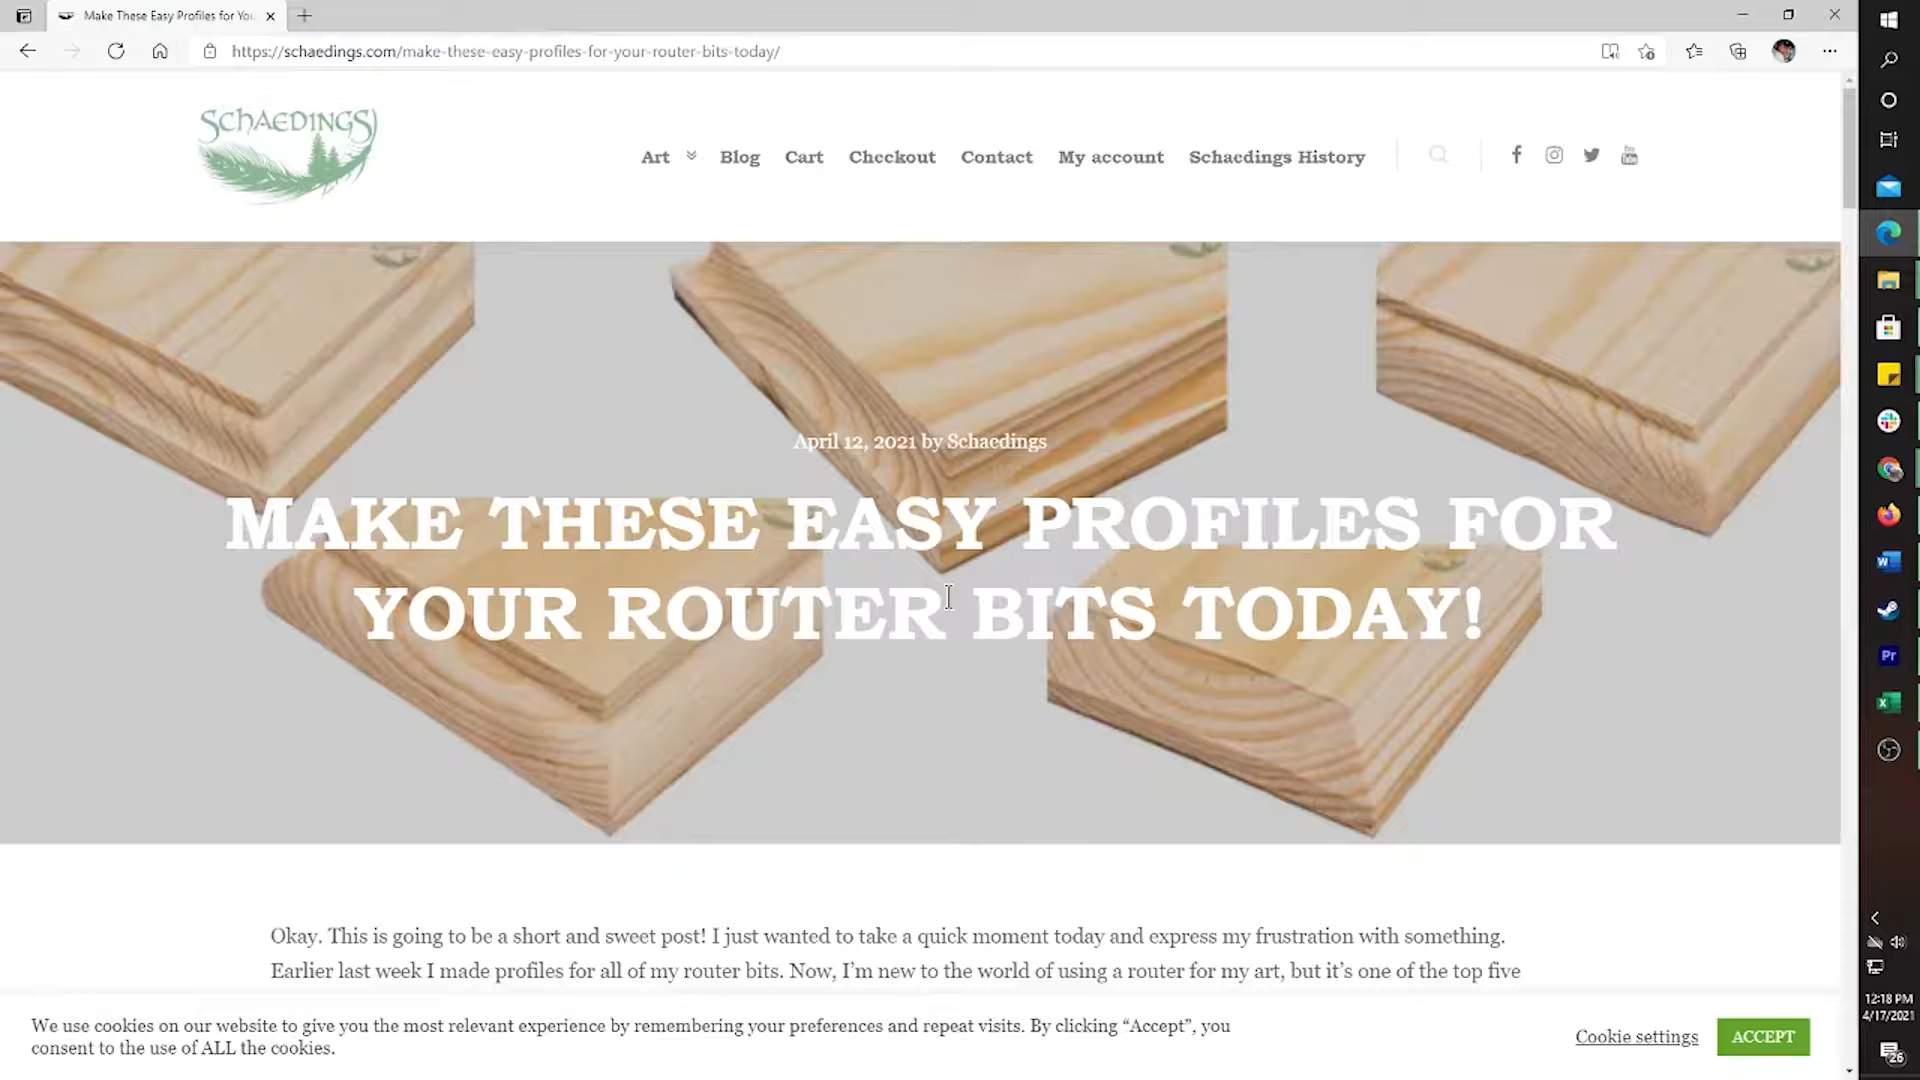 Make These Easy Profiles for You
https://schaedings.com/make-these-easy-profiles-for-your-router-bits-today/
SCHAEDINGS
Art
Blog
Cart
Checkout
Contact
My account
Schaedings History
You
Tube
April 12, 2021 by Schaedings
MAKE THESE EASY PROFILES FOR
YOUR ROUTER BITS TODAY!
Okay. This is going to be a short and sweet post! I just wanted to take a quick moment today and express my frustration with something.
Earlier last week I made profiles for all of my router bits. Now, I’m new to the world of using a router for my art, but it’s one of the top five
We use cookies on our website to give you the most relevant experience by remembering your preferences and repeat visits. By clicking “Accept”, you
consent to the use of ALL the cookies.
Cookie settings
ACCEPT
W
Pr
X
12:18 PM
4/17/2021
26